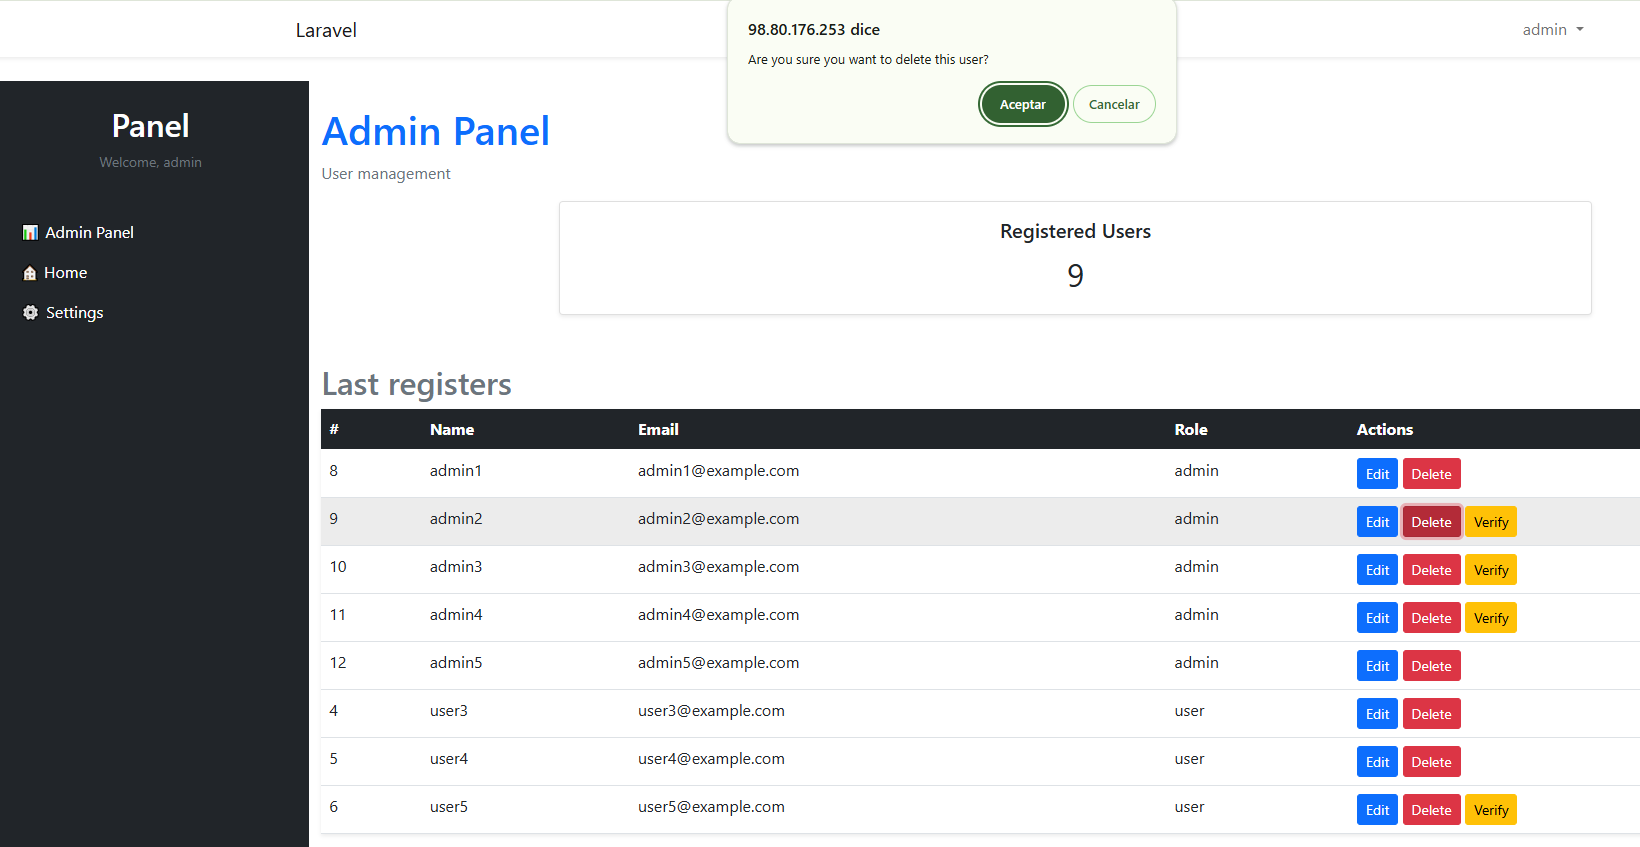 Laravel
admin
98.80.176.253 dice
Are you sure you want to delete this user?
Aceptar Cancelar
Panel
Welcome, admin
Admin Panel
Home
Settings
Admin Panel
User management
Registered Users
9
Last registers
# Name Email Role Actions
8 admin1 admin1@example.com admin Edit Delete
9 admin2 admin2@example.com admin Edit Delete Verify
10 admin3 admin3@example.com admin Edit Delete Verify
11 admin4 admin4@example.com admin Edit Delete Verify
12 admin5 admin5@example.com admin Edit Delete
4 user3 user3@example.com user Edit Delete
5 user4 user4@example.com user Edit Delete
6 user5 user5@example.com user Edit Delete Verify